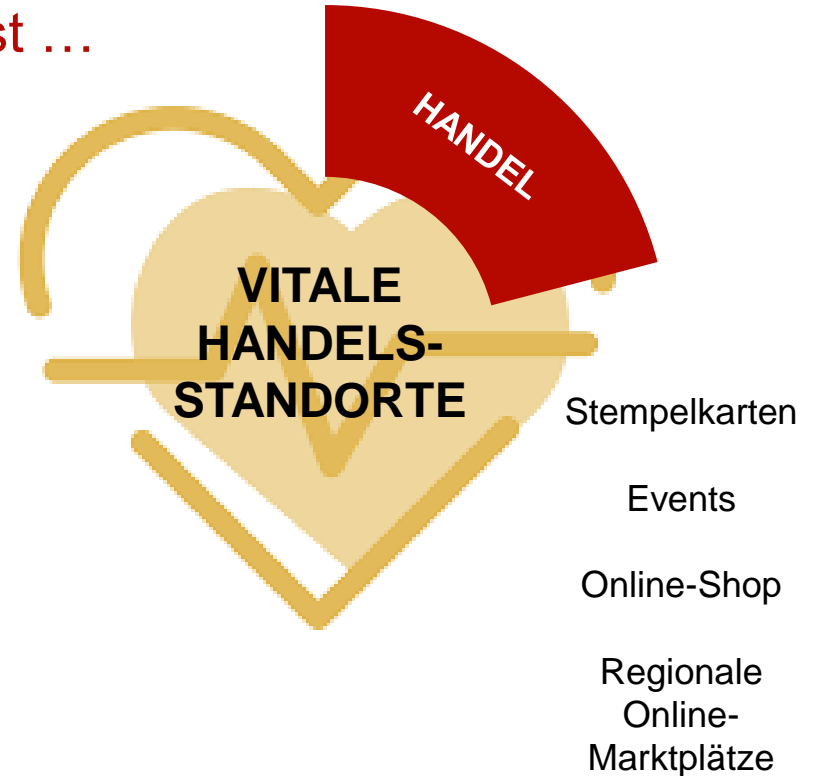 st …
HANDEL
VITALE
HANDELS-
STANDORTE
Stempelkarten
Events
Online-Shop
Regionale
Online-
Marktplätze